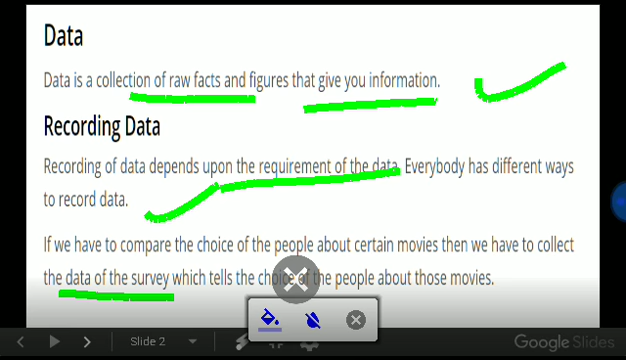 Data
Data is a collection of raw facts and figures that give you information.
Recording Data
Recording of data depends upon the requirement of the data. Everybody has different ways
to record data.
If we have to compare the choice of the people about certain movies then we have to collect
the data of the survey which tells the choice of the people about those movies.
Slide 2
Google Slides